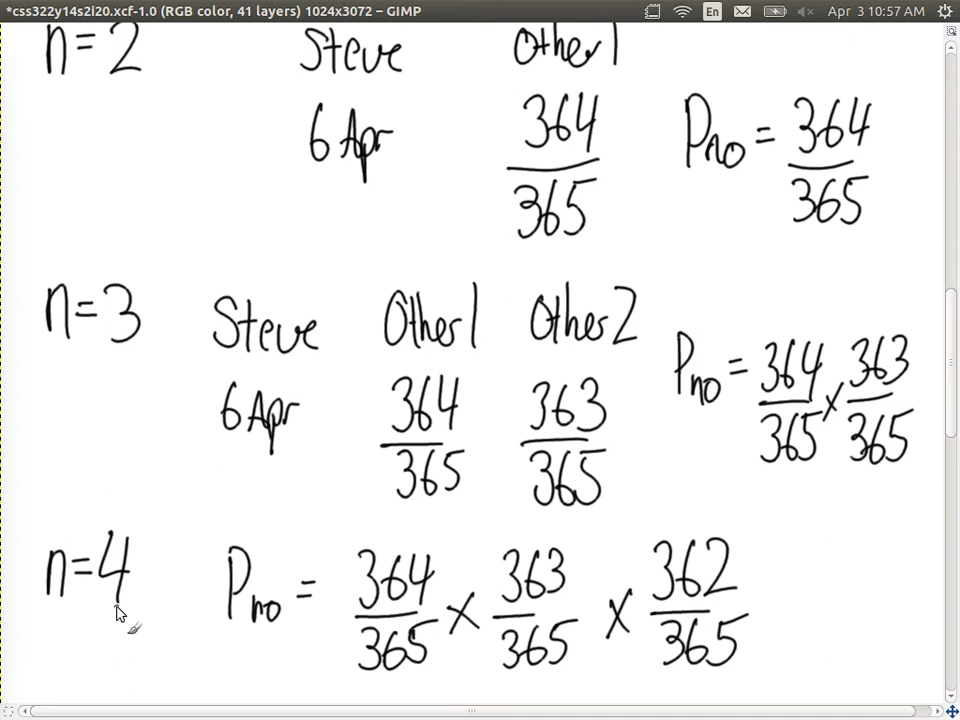 *css322y14s2i20.xcf-1.0 (RGB color, 41 layers) 1024x3072 – GIMP En Apr 3 10:57 AM
n=2 Steve Other1
6 Apr 364/365 Pno = 364/365
n=3 Steve Other1 Other2
6 Apr 364/365 363/365 Pno = 364/365 × 363/365
n=4 Pno = 364/365 × 363/365 × 362/365